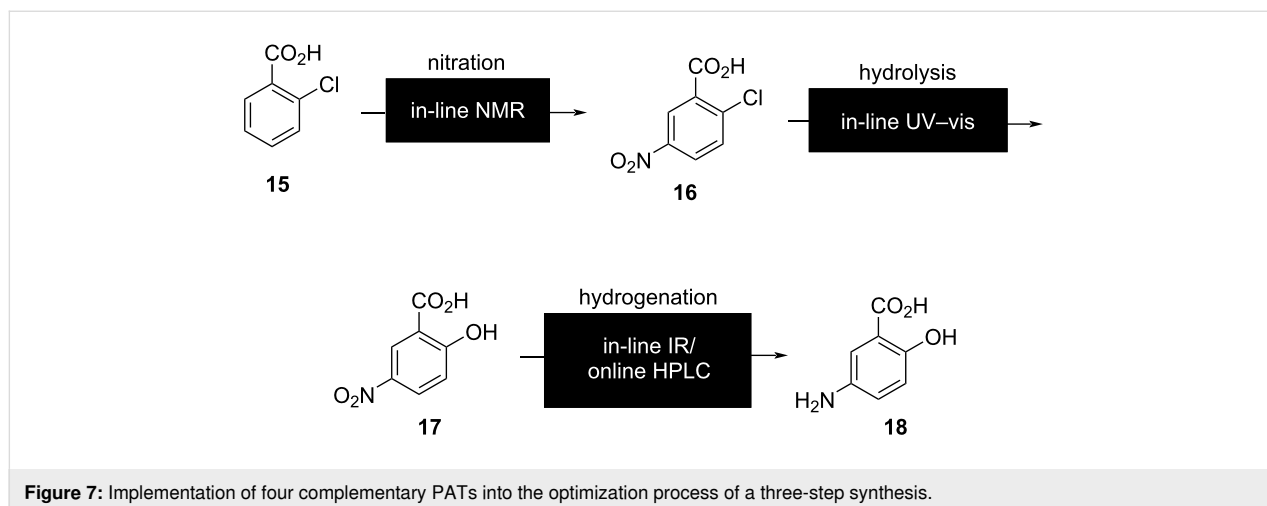 nitration
CO₂H
Cl
in-line NMR
15
CO₂H
Cl
O₂N
16
hydrolysis
in-line UV–vis
CO₂H
OH
O₂N
17
hydrogenation
in-line IR/
online HPLC
CO₂H
OH
H₂N
18
Figure 7: Implementation of four complementary PATs into the optimization process of a three-step synthesis.